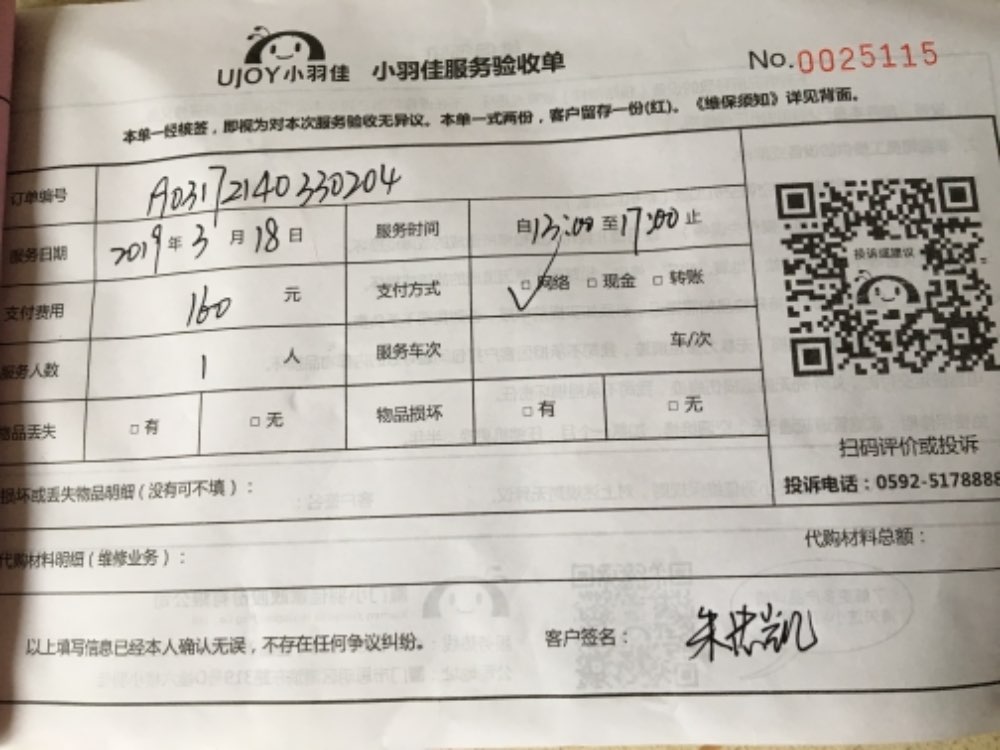 UJOY小羽佳 小羽佳服务验收单 No.0025115
本单一经核签，即视为对本次服务验收无异议。本单一式两份，客户留存一份(红)。《维保须知》详见背面。
订单编号 A03172140330204
服务日期 2019年3月18日 服务时间 自13:00至17:00止
支付费用 160元 支付方式 □网络 □现金 □转账
服务人数 1人 服务车次 车/次
物品丢失 □有 □无 物品损坏 □有 □无
投诉或建议
扫码评价或投诉
投诉电话：0592-5178888
损坏或丢失物品明细(没有可不填)：
代购材料明细(维修业务)： 代购材料总额：
以上填写信息已经本人确认无误，不存在任何争议纠纷。 客户签名：朱忠凯